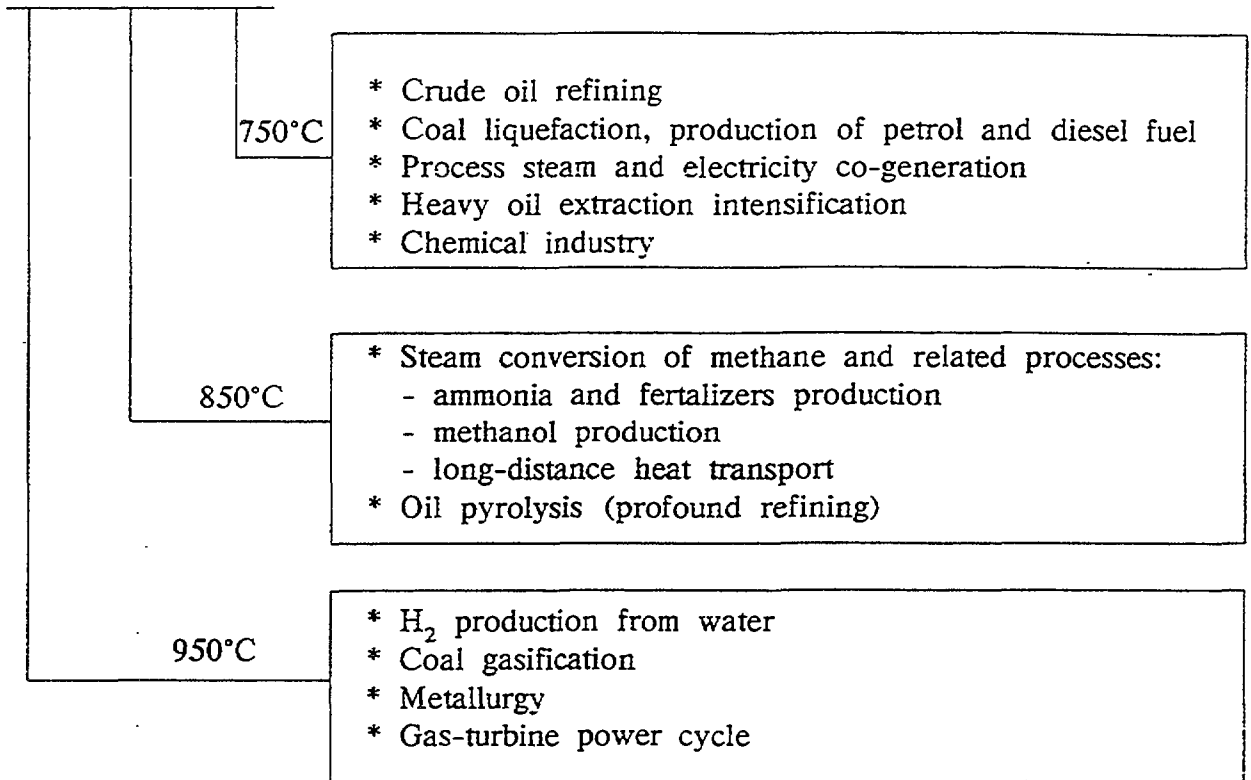 750°C
* Crude oil refining
* Coal liquefaction, production of petrol and diesel fuel
* Process steam and electricity co-generation
* Heavy oil extraction intensification
* Chemical industry
850°C
* Steam conversion of methane and related processes:
- ammonia and fertalizers production
- methanol production
- long-distance heat transport
* Oil pyrolysis (profound refining)
950°C
* H₂ production from water
* Coal gasification
* Metallurgy
* Gas-turbine power cycle